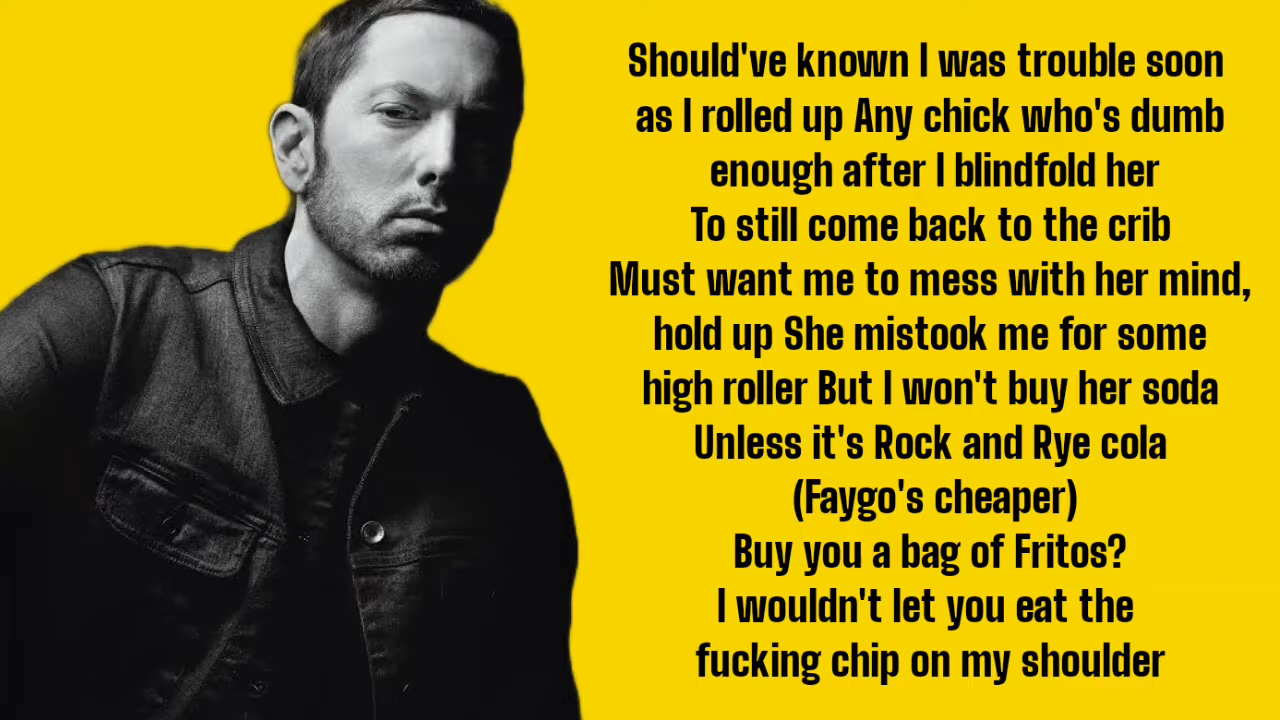 Should've known I was trouble soon
as I rolled up Any chick who's dumb
enough after I blindfold her
To still come back to the crib
Must want me to mess with her mind,
hold up She mistook me for some
high roller But I won't buy her soda
Unless it's Rock and Rye cola
(Faygo's cheaper)
Buy you a bag of Fritos?
I wouldn't let you eat the
fucking chip on my shoulder